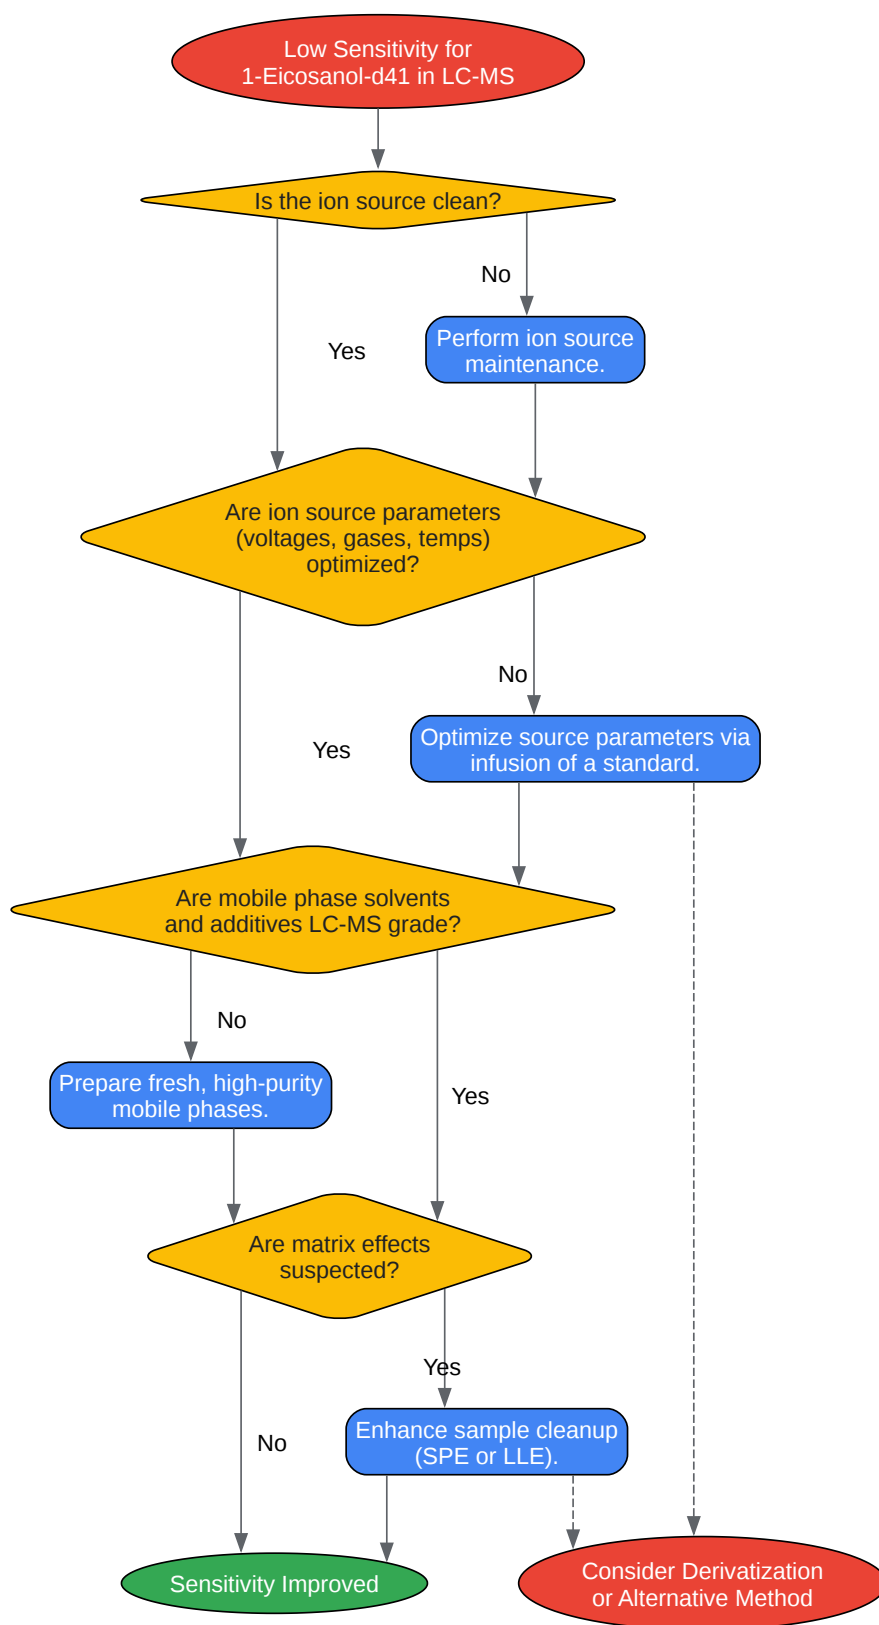 Low Sensitivity for
1-Eicosanol-d41 in LC-MS
Is the ion source clean?
No
Perform ion source
maintenance.
Yes
Are ion source parameters
(voltages, gases, temps)
optimized?
No
Optimize source parameters via
infusion of a standard.
Yes
Are mobile phase solvents
and additives LC-MS grade?
No
Prepare fresh, high-purity
mobile phases.
Yes
Are matrix effects
suspected?
Yes
Enhance sample cleanup
(SPE or LLE).
No
Sensitivity Improved
Consider Derivatization
or Alternative Method